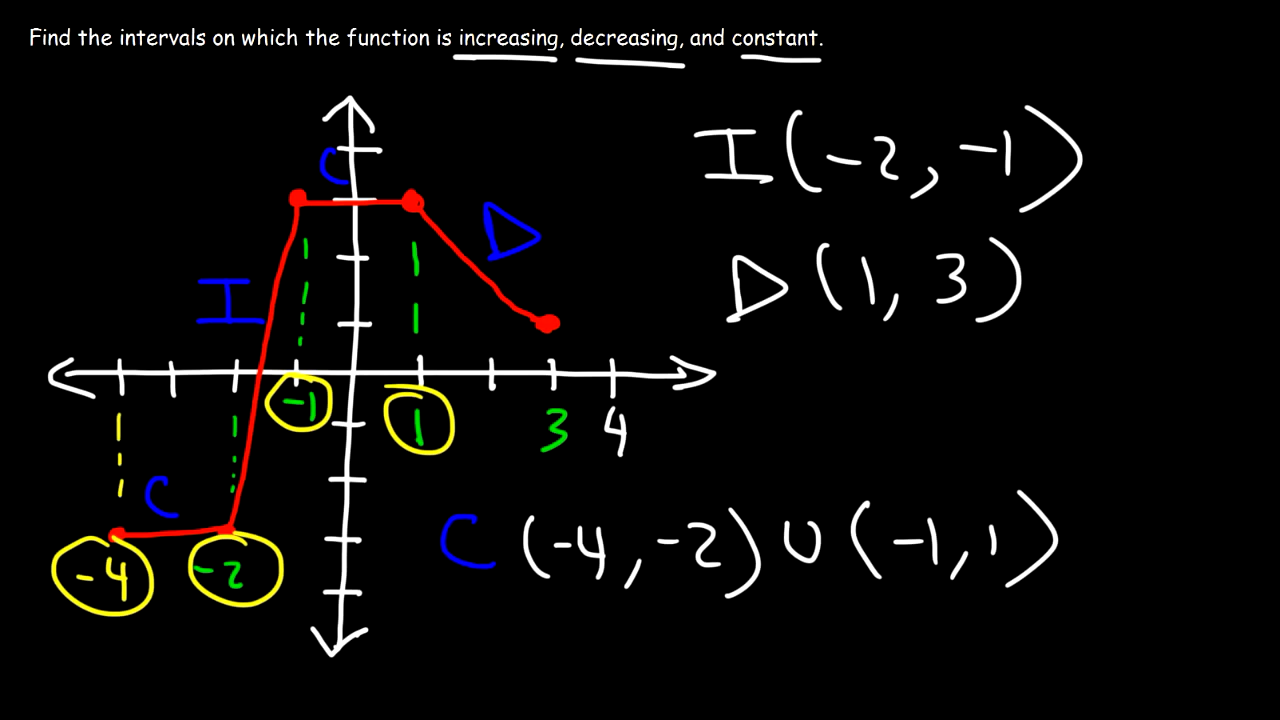 Find the intervals on which the function is increasing, decreasing, and constant.
I (-2, -1)
C
D
D (1, 3)
I
-1
1
3
4
C
C (-4, -2) U (-1, 1)
-4
-2